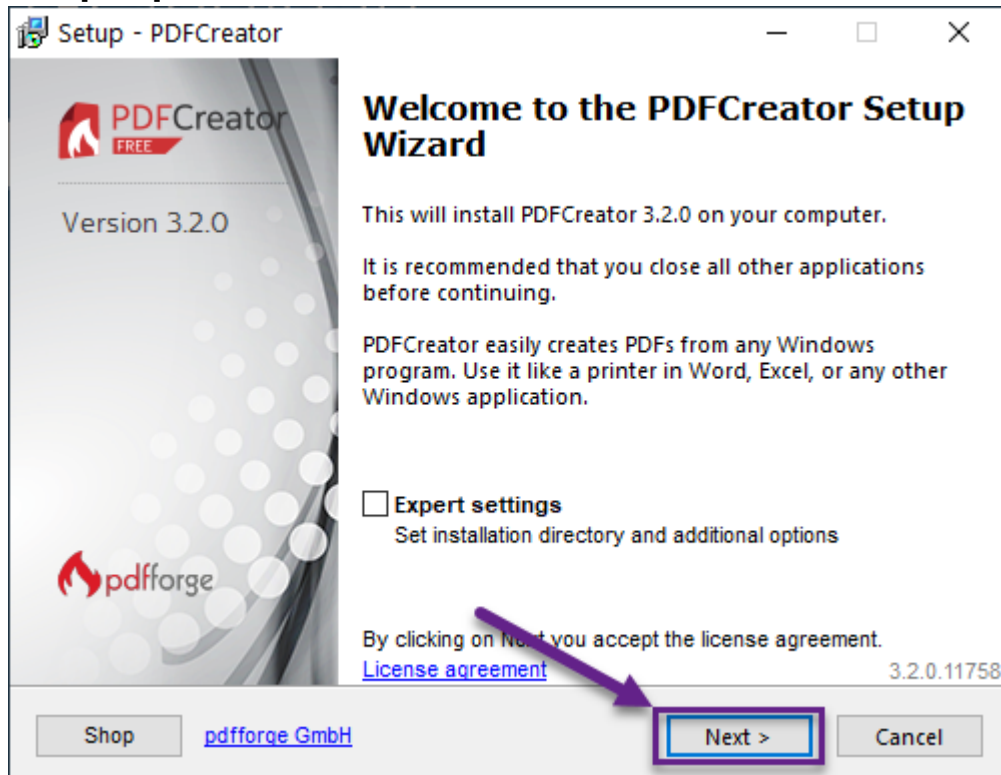 Setup - PDFCreator
PDFCreator
FREE
Version 3.2.0
Welcome to the PDFCreator Setup
Wizard
This will install PDFCreator 3.2.0 on your computer.
It is recommended that you close all other applications
before continuing.
PDFCreator easily creates PDFs from any Windows
program. Use it like a printer in Word, Excel, or any other
Windows application.
Expert settings
Set installation directory and additional options
pdfforge
By clicking on Next you accept the license agreement.
License agreement
3.2.0.11758
Shop
pdfforge GmbH
Next >
Cancel